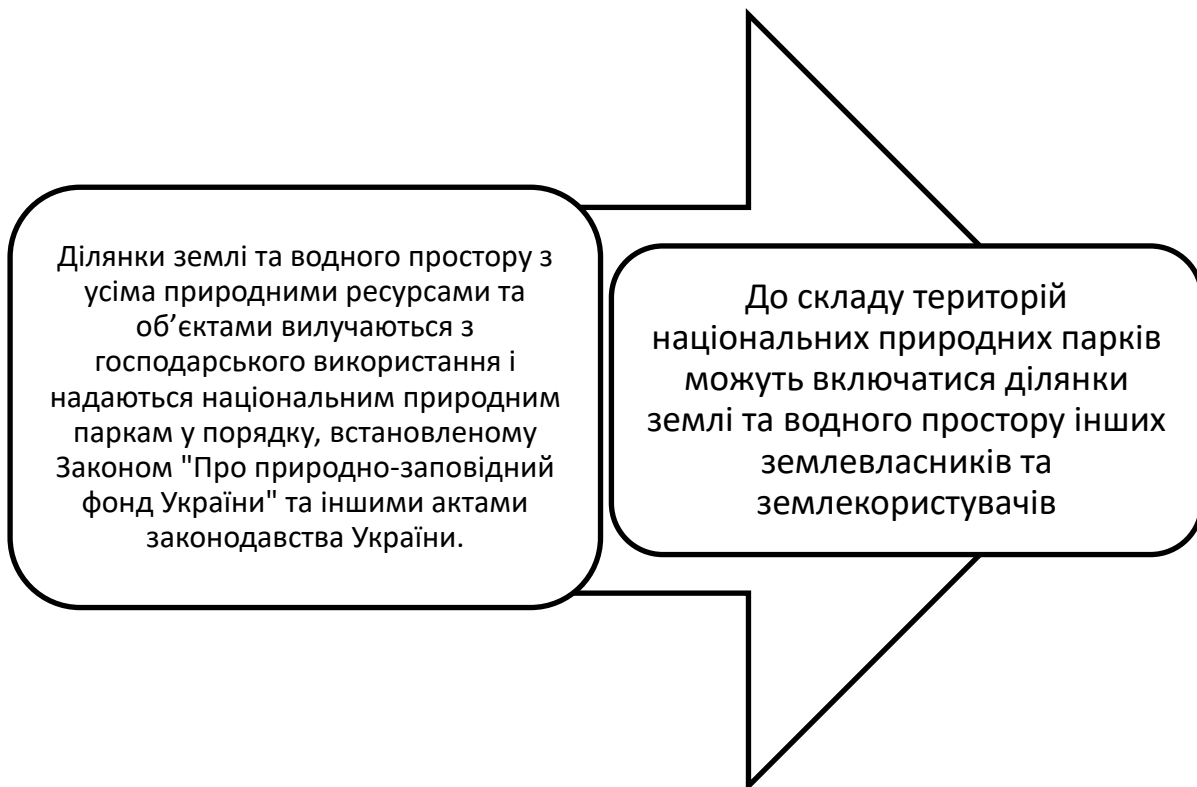 Ділянки землі та водного простору з
усіма природними ресурсами та
об’єктами вилучаються з
господарського використання і
надаються національним природним
паркам у порядку, встановленому
Законом "Про природно-заповідний
фонд України" та іншими актами
законодавства України.
До складу територій
національних природних парків
можуть включатися ділянки
землі та водного простору інших
землевласників та
землекористувачів